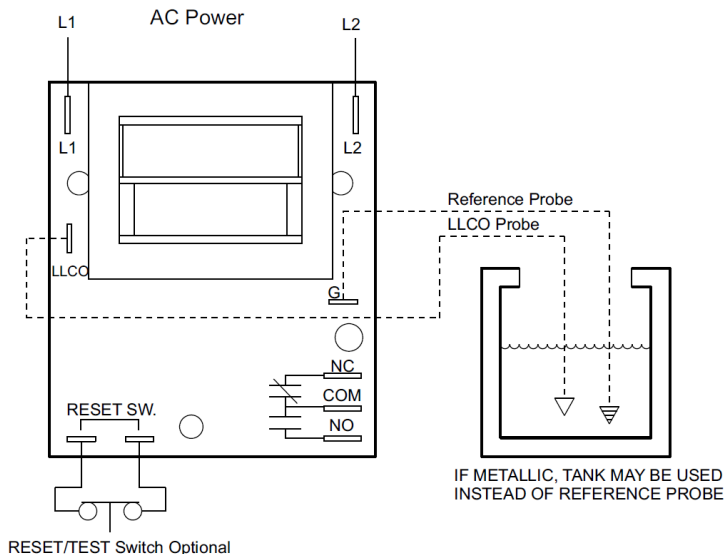 L1
AC Power
L2
L1
L2
Reference Probe
LLCO Probe
LLCO
G
NC
COM
NO
RESET SW.
IF METALLIC, TANK MAY BE USED
INSTEAD OF REFERENCE PROBE
RESET/TEST Switch Optional